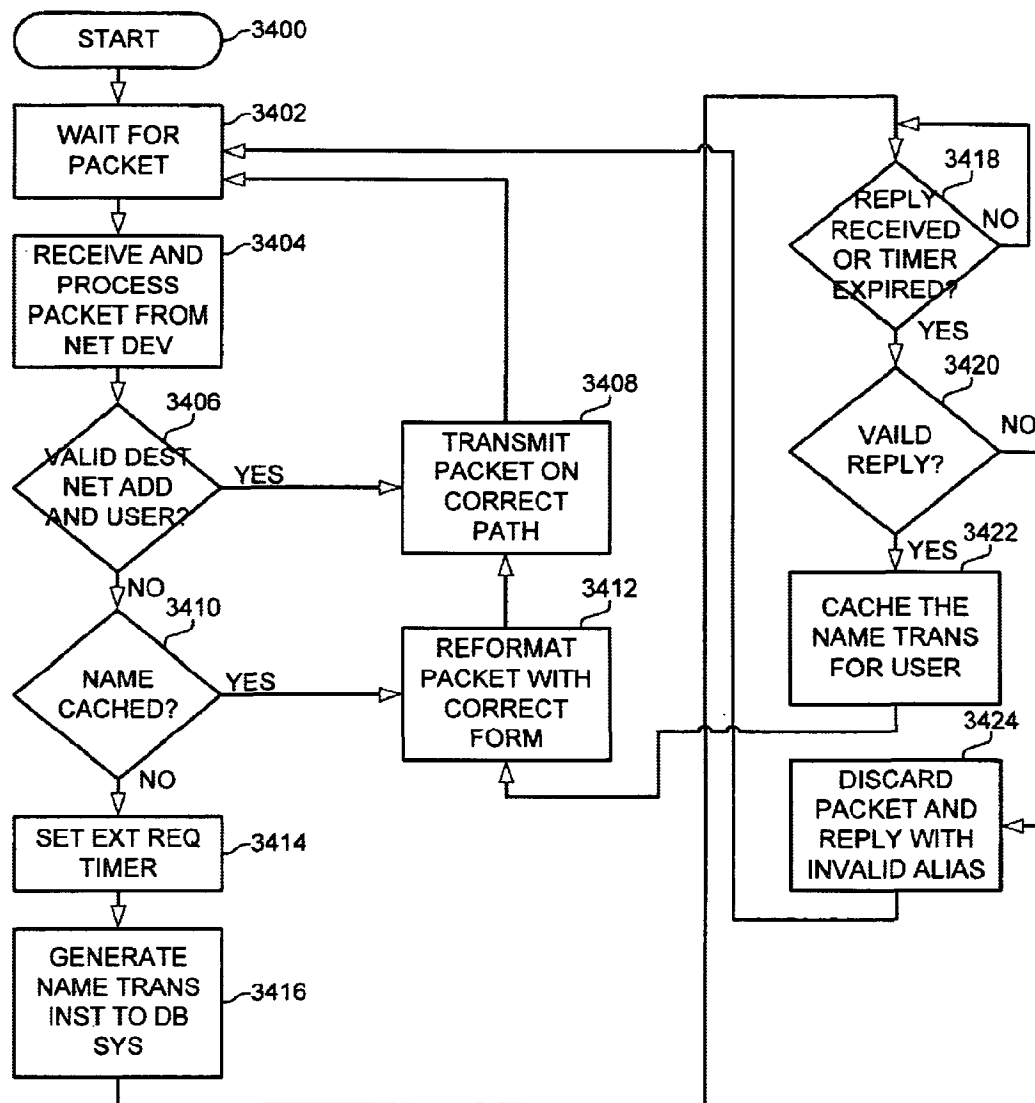 START
3400
WAIT FOR
PACKET
3402
RECEIVE AND
PROCESS
PACKET FROM
NET DEV
3404
3406
VALID DEST
NET ADD
AND USER?
YES
NO
3408
TRANSMIT
PACKET ON
CORRECT
PATH
3410
NAME
CACHED?
YES
NO
3412
REFORMAT
PACKET WITH
CORRECT
FORM
SET EXT REQ
TIMER
3414
GENERATE
NAME TRANS
INST TO DB
SYS
3416
3418
REPLY
RECEIVED
OR TIMER
EXPIRED?
NO
YES
3420
VAILD
REPLY?
NO
YES
3422
CACHE THE
NAME TRANS
FOR USER
3424
DISCARD
PACKET AND
REPLY WITH
INVALID ALIAS